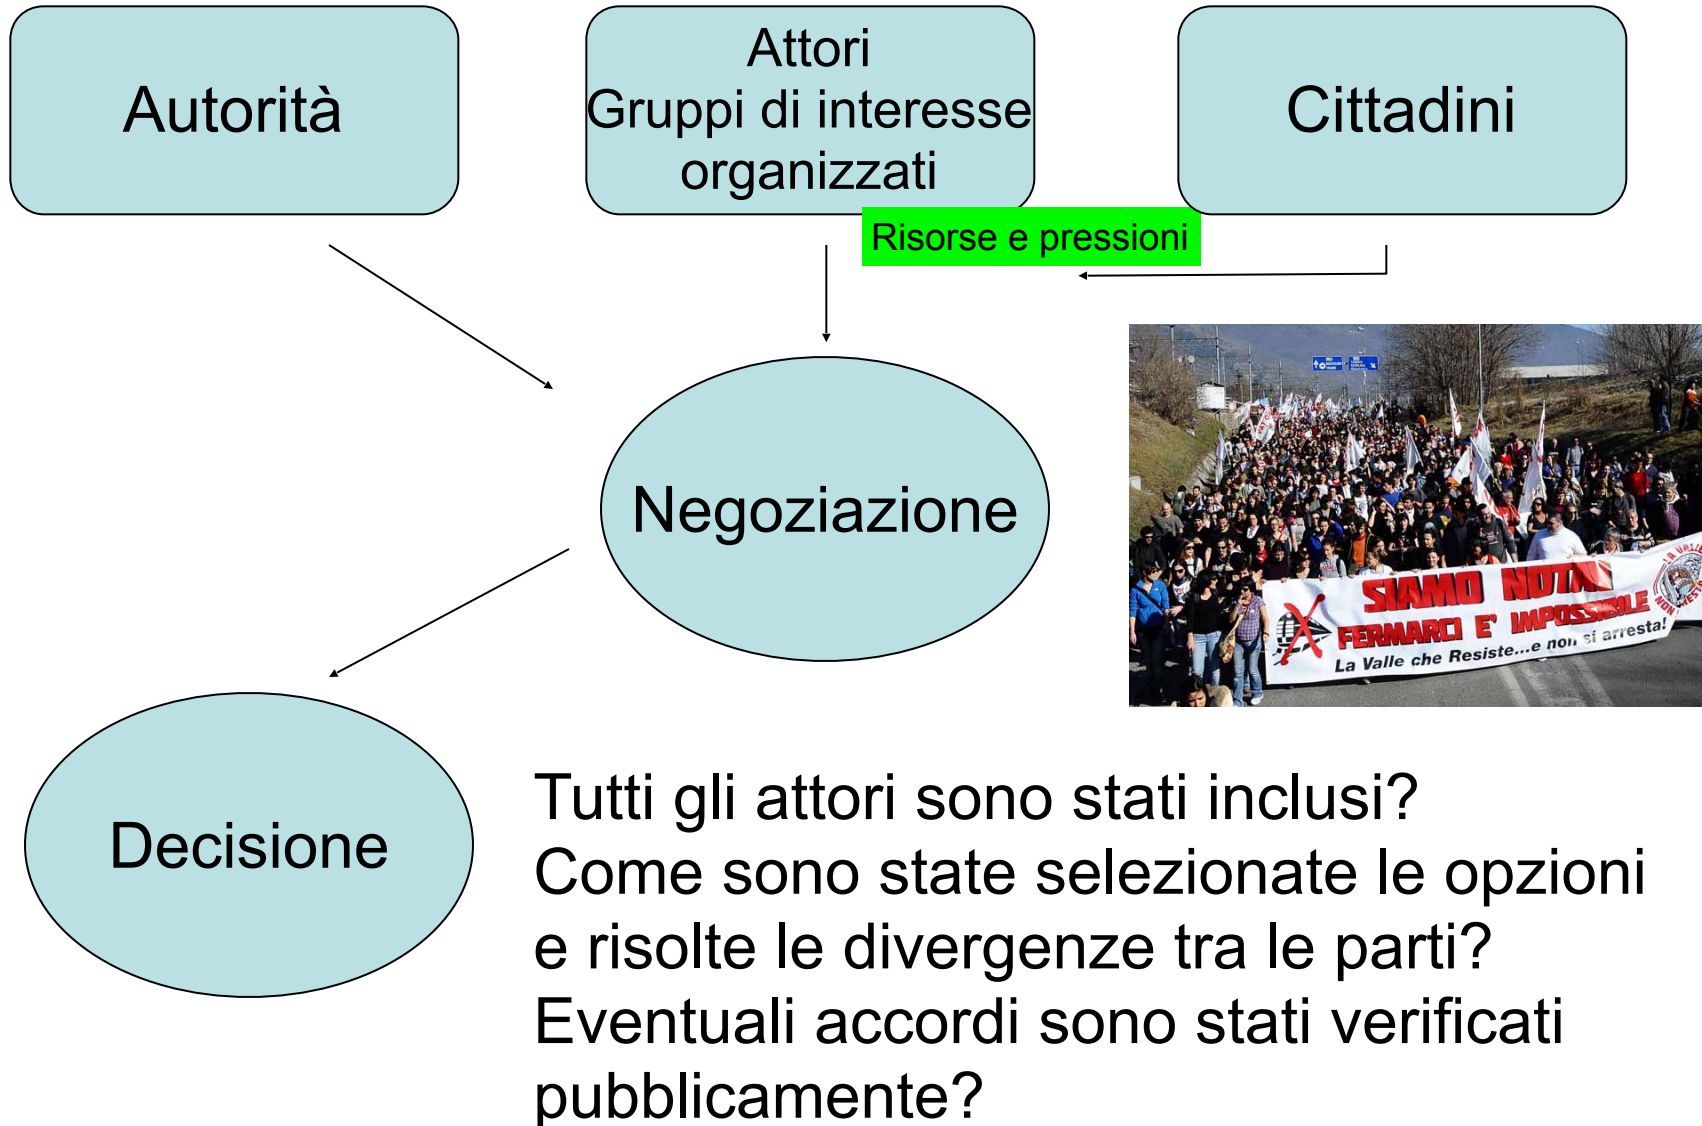 Autorità
Attori
Gruppi di interesse
organizzati
Cittadini
Risorse e pressioni
Negoziazione
SIAMO NOTAV
FERMARCI E' IMPOSSIBILE
La Valle che Resiste...e non si arresta!
Decisione
Tutti gli attori sono stati inclusi?
Come sono state selezionate le opzioni
e risolte le divergenze tra le parti?
Eventuali accordi sono stati verificati
pubblicamente?